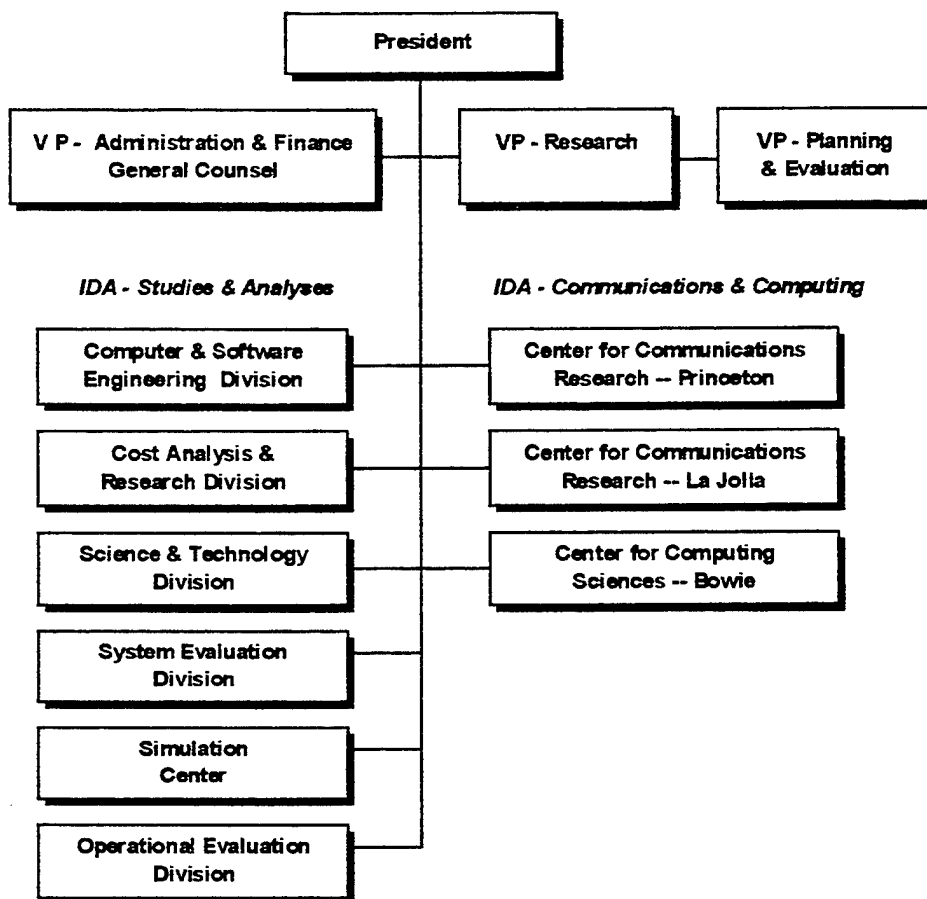 President
V P - Administration & Finance
General Counsel
VP - Research
VP - Planning
& Evaluation
IDA - Studies & Analyses
Computer & Software
Engineering Division
Cost Analysis &
Research Division
Science & Technology
Division
System Evaluation
Division
Simulation
Center
Operational Evaluation
Division
IDA - Communications & Computing
Center for Communications
Research -- Princeton
Center for Communications
Research -- La Jolla
Center for Computing
Sciences -- Bowie